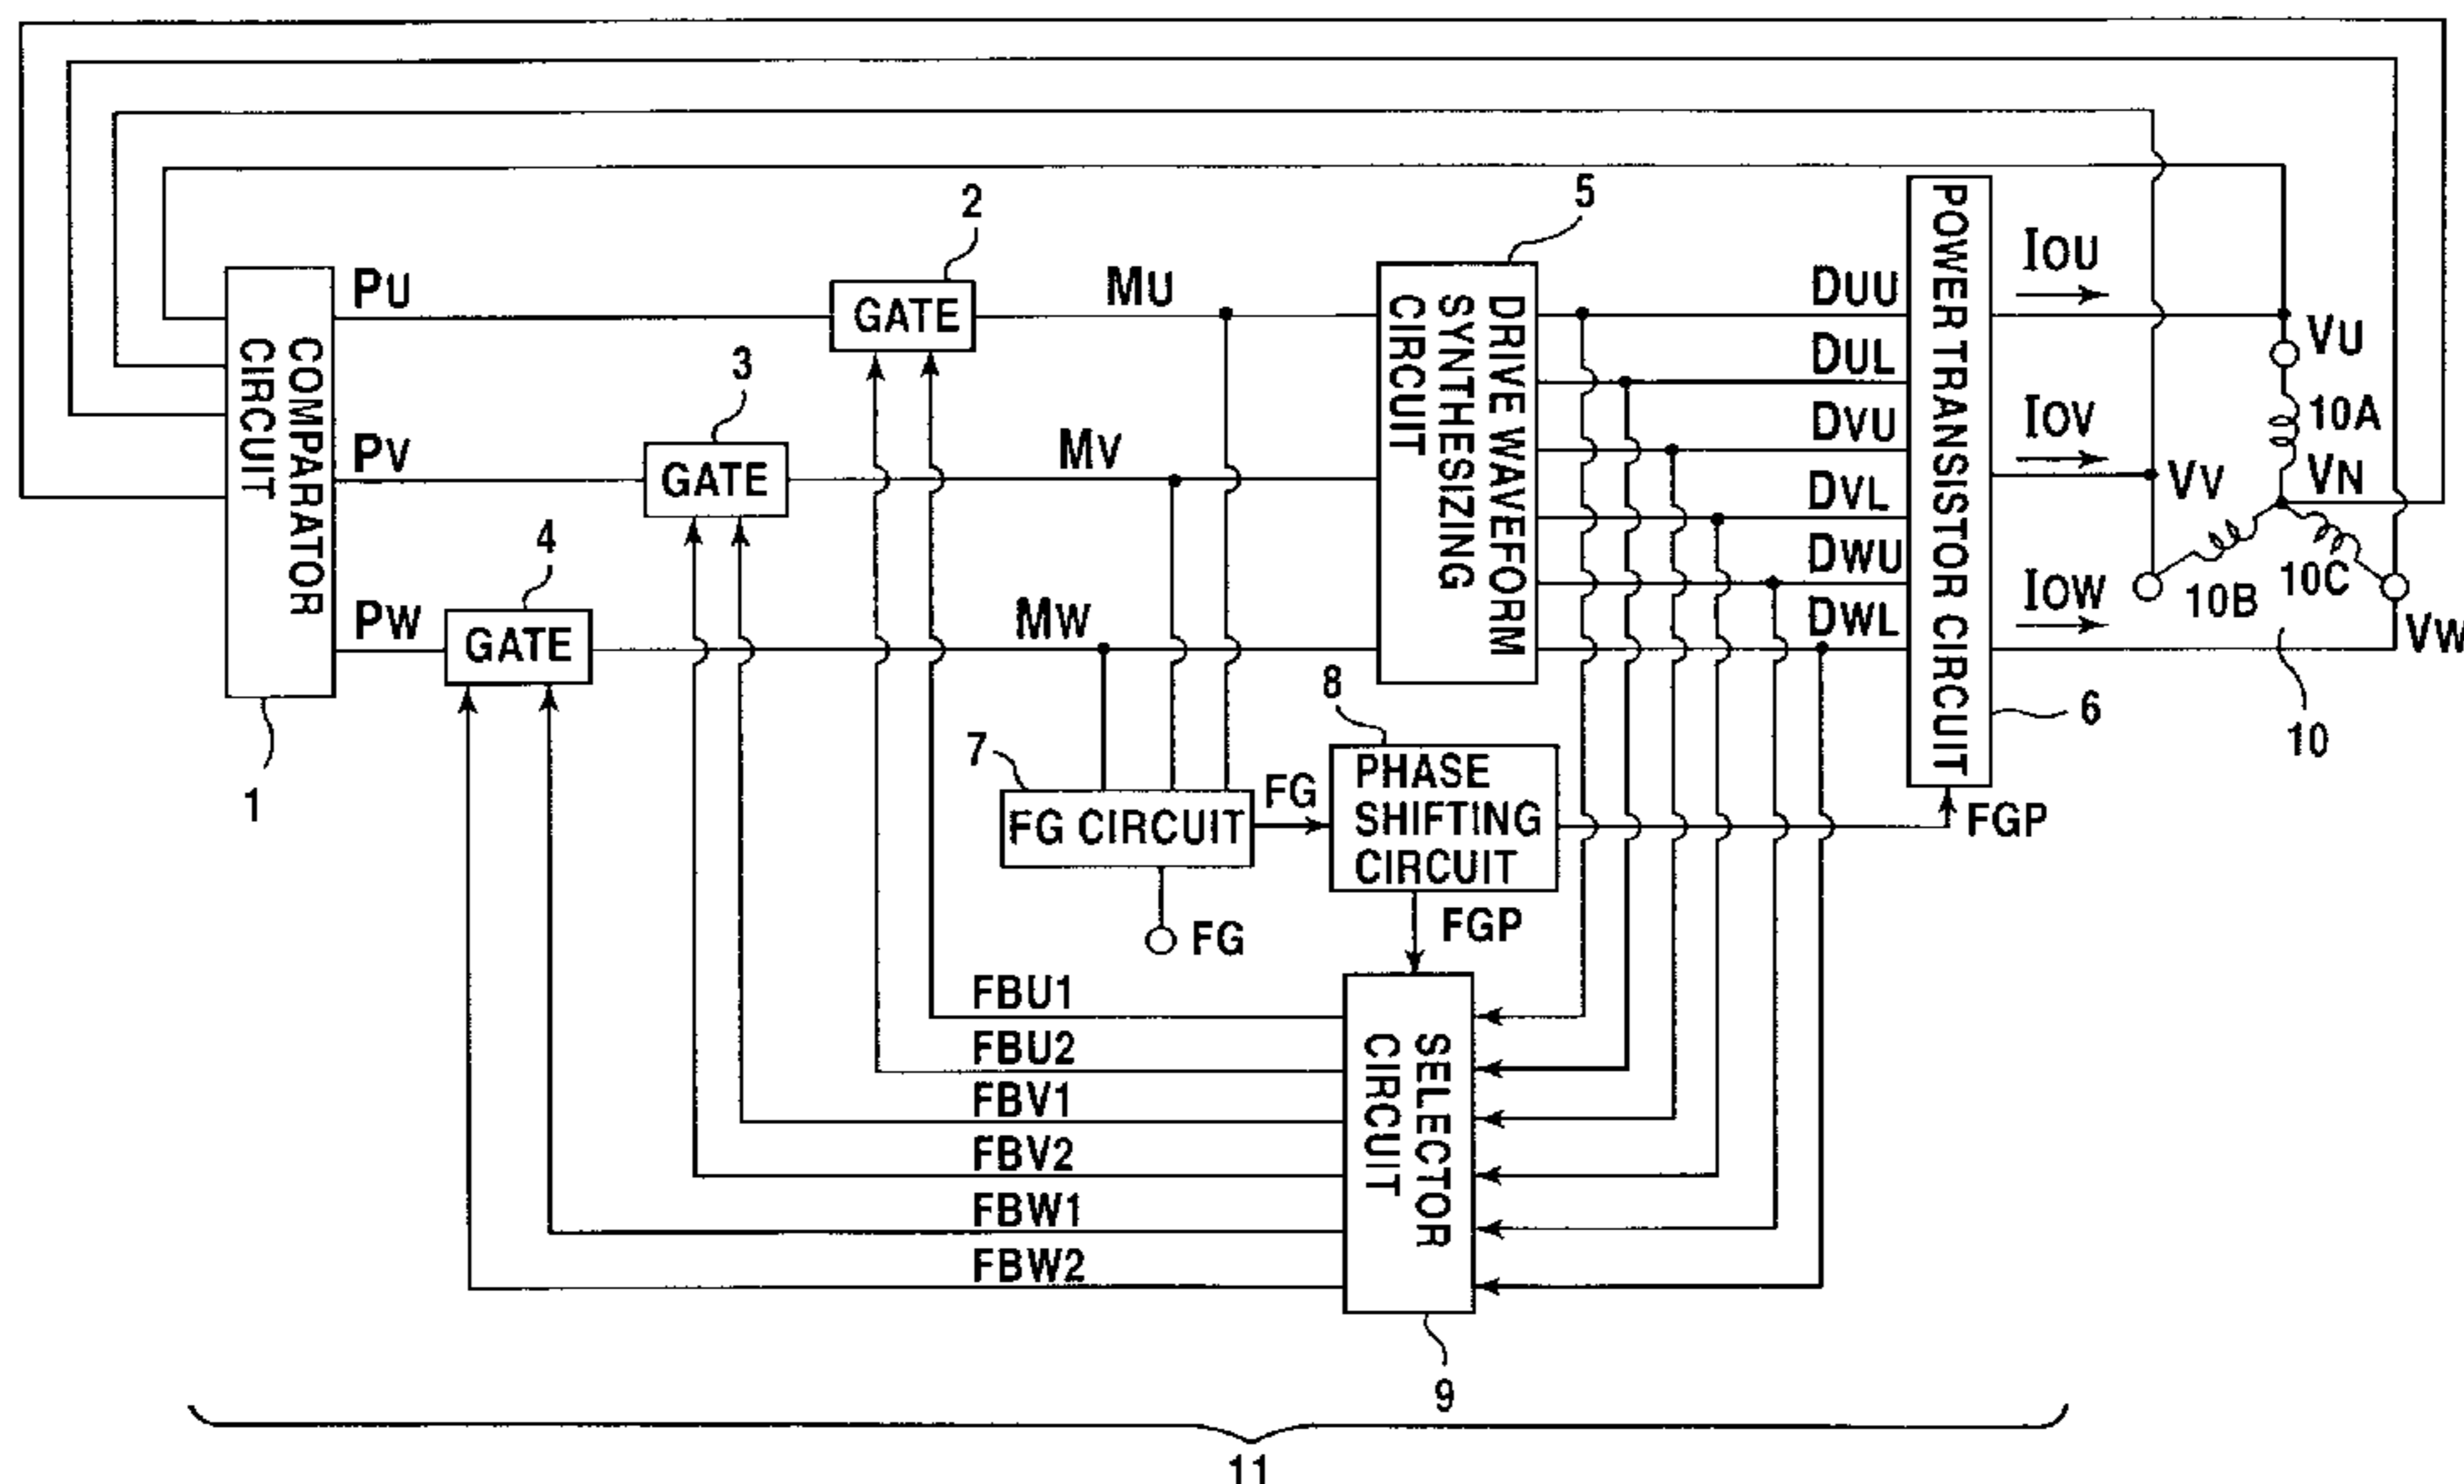 2
5
POWER TRANSISTOR CIRCUIT
IOU
PU
GATE
MU
DRIVE WAVEFORM
SYNTHESIZING
CIRCUIT
DUU
VU
COMPARATOR
CIRCUIT
3
DUL
10A
PV
GATE
MV
DVU
IOV
VN
DVL
VV
4
DWU
10C
PW
GATE
MW
DWL
IOW
10B
VW
8
6
10
7
1
FG CIRCUIT
FG
PHASE
SHIFTING
CIRCUIT
FGP
FG
FGP
FBU1
FBU2
FBV1
FBV2
FBW1
FBW2
SELECTOR
CIRCUIT
9
11